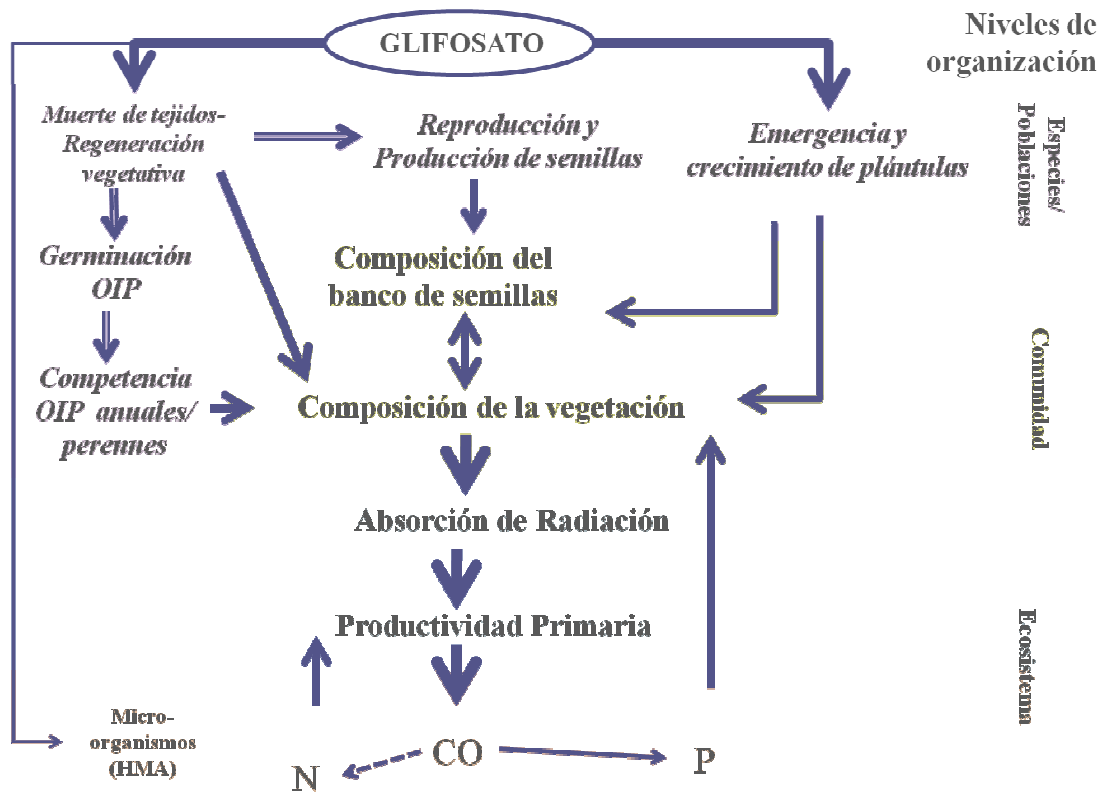 GLIFOSATO
Niveles de
organización
Muerte de tejidos-
Regeneración
vegetativa
Reproducción y
Producción de semillas
Emergencia y
crecimiento de plántulas
Especies/
Poblaciones
Germinación
OIP
Composición del
banco de semillas
Competencia
OIP anuales/
perennes
Composición de la vegetación
Comunidad
Absorción de Radiación
Productividad Primaria
Ecosistema
Micro-
organismos
(HMA)
N
CO
P